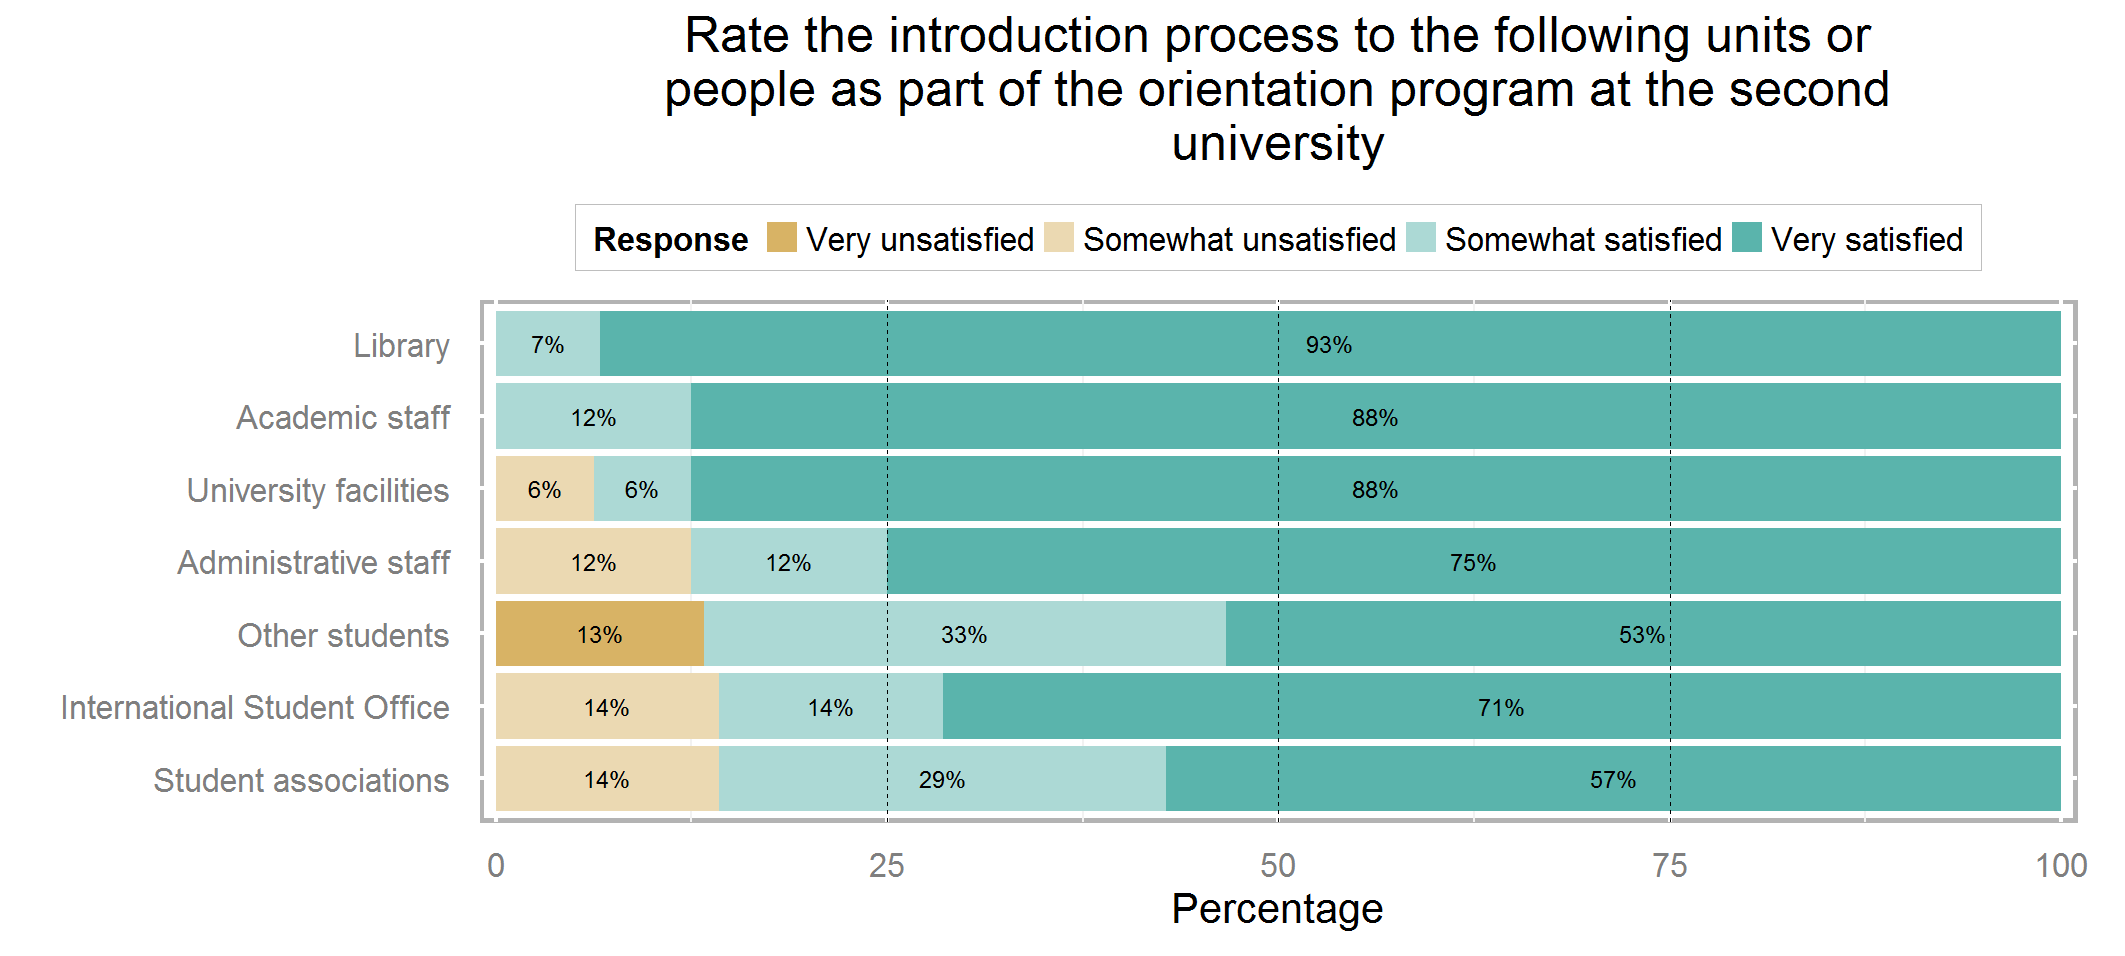 Rate the introduction process to the following units or
people as part of the orientation program at the second
university
Response Very unsatisfied Somewhat unsatisfied Somewhat satisfied Very satisfied
Library 7% 93%
Academic staff 12% 88%
University facilities 6% 6% 88%
Administrative staff 12% 12% 75%
Other students 13% 33% 53%
International Student Office 14% 14% 71%
Student associations 14% 29% 57%
0 25 50 75 100
Percentage